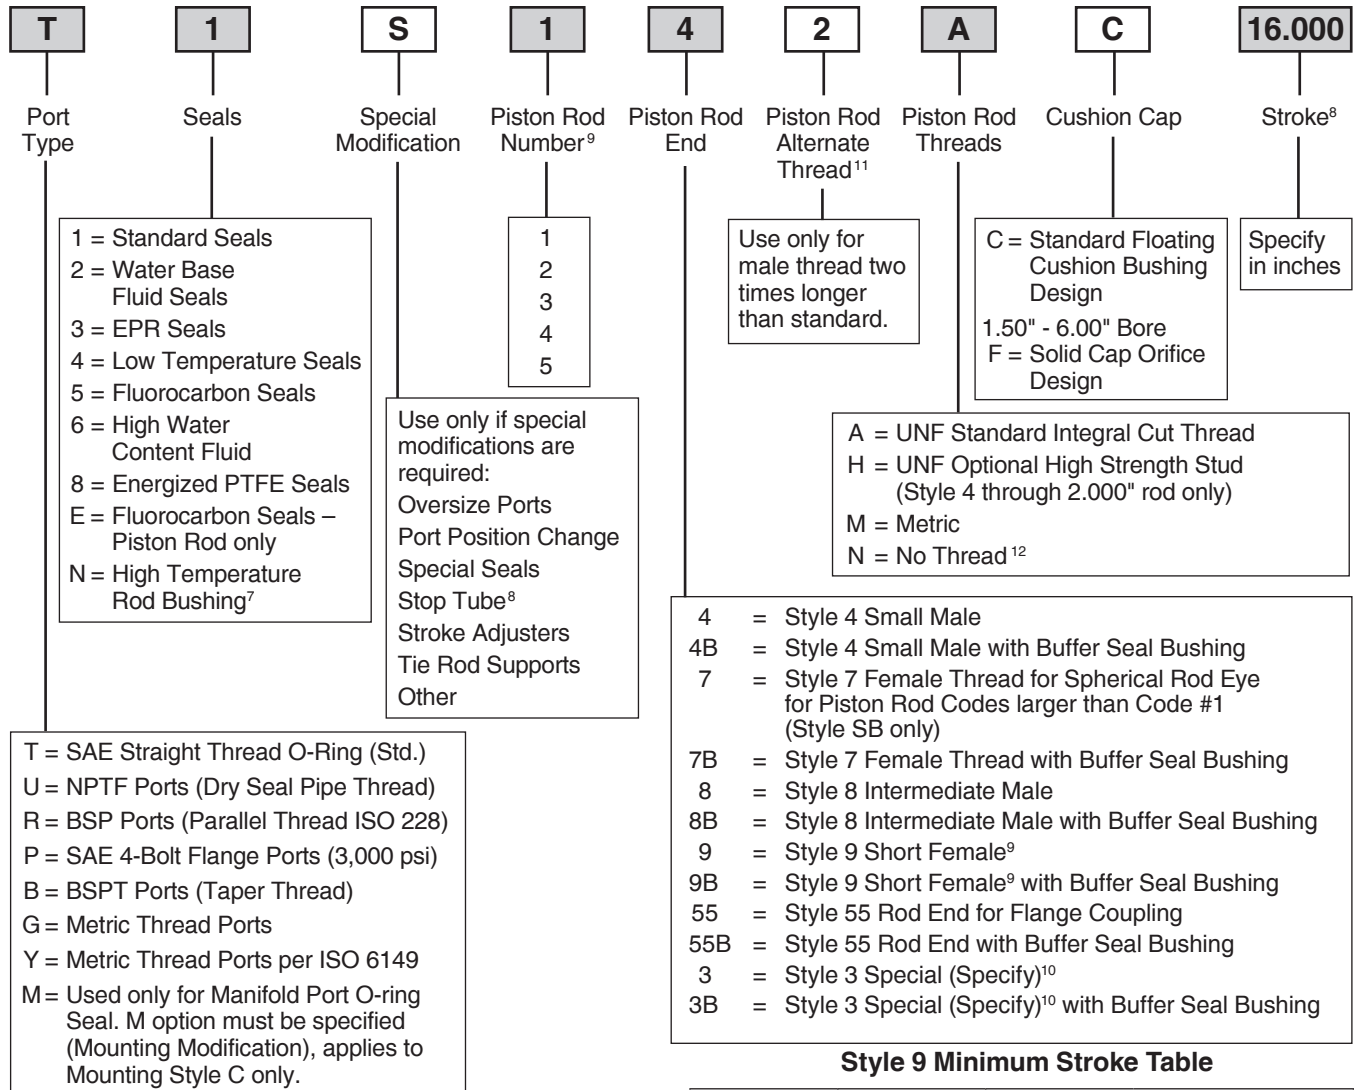 T 1 S 1 4 2 A C 16.000
Port
Type
Seals
Special
Modification
Piston Rod
Number⁹
Piston Rod
End
Piston Rod
Alternate
Thread¹¹
Piston Rod
Threads
Cushion Cap
Stroke⁸
1 = Standard Seals
2 = Water Base
Fluid Seals
3 = EPR Seals
4 = Low Temperature Seals
5 = Fluorocarbon Seals
6 = High Water
Content Fluid
8 = Energized PTFE Seals
E = Fluorocarbon Seals –
Piston Rod only
N = High Temperature
Rod Bushing⁷
1
2
3
4
5
Use only for
male thread two
times longer
than standard.
C = Standard Floating
Cushion Bushing
Design
1.50" - 6.00" Bore
F = Solid Cap Orifice
Design
Specify
in inches
Use only if special
modifications are
required:
Oversize Ports
Port Position Change
Special Seals
Stop Tube⁸
Stroke Adjusters
Tie Rod Supports
Other
A = UNF Standard Integral Cut Thread
H = UNF Optional High Strength Stud
(Style 4 through 2.000" rod only)
M = Metric
N = No Thread¹²
4 = Style 4 Small Male
4B = Style 4 Small Male with Buffer Seal Bushing
7 = Style 7 Female Thread for Spherical Rod Eye
for Piston Rod Codes larger than Code #1
(Style SB only)
7B = Style 7 Female Thread with Buffer Seal Bushing
8 = Style 8 Intermediate Male
8B = Style 8 Intermediate Male with Buffer Seal Bushing
9 = Style 9 Short Female⁹
9B = Style 9 Short Female⁹ with Buffer Seal Bushing
55 = Style 55 Rod End for Flange Coupling
55B = Style 55 Rod End with Buffer Seal Bushing
3 = Style 3 Special (Specify)¹⁰
3B = Style 3 Special (Specify)¹⁰ with Buffer Seal Bushing
T = SAE Straight Thread O-Ring (Std.)
U = NPTF Ports (Dry Seal Pipe Thread)
R = BSP Ports (Parallel Thread ISO 228)
P = SAE 4-Bolt Flange Ports (3,000 psi)
B = BSPT Ports (Taper Thread)
G = Metric Thread Ports
Y = Metric Thread Ports per ISO 6149
M = Used only for Manifold Port O-ring
Seal. M option must be specified
(Mounting Modification), applies to
Mounting Style C only.
Style 9 Minimum Stroke Table